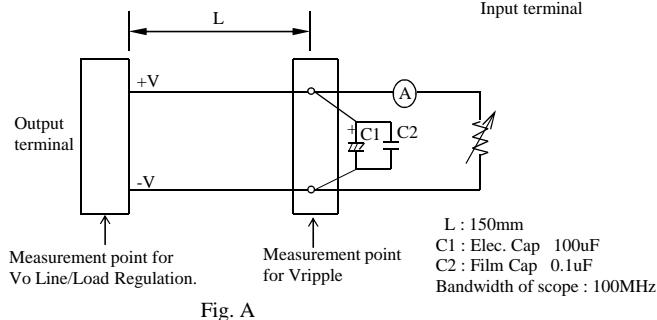 Input terminal
L
+V
A
Output
terminal
+
C1
C2
-V
L : 150mm
C1 : Elec. Cap 100uF
C2 : Film Cap 0.1uF
Bandwidth of scope : 100MHz
Measurement point for
Vo Line/Load Regulation.
Measurement point
for Vripple
Fig. A